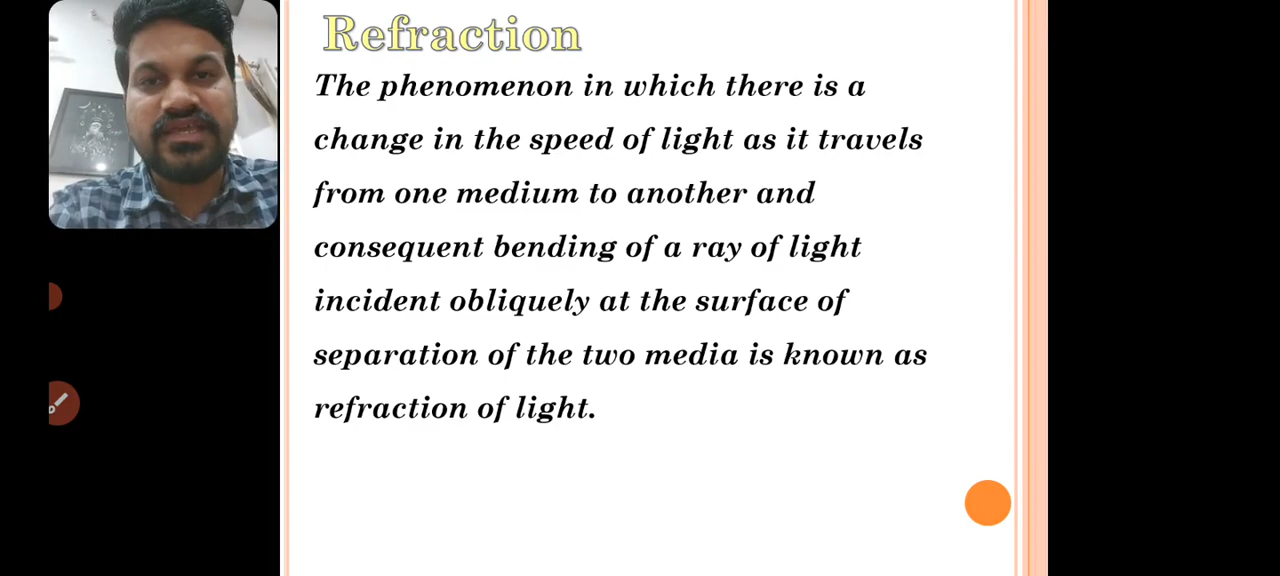 Refraction
The phenomenon in which there is a
change in the speed of light as it travels
from one medium to another and
consequent bending of a ray of light
incident obliquely at the surface of
separation of the two media is known as
refraction of light.